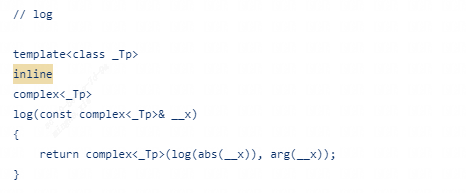 // log
template<class _Tp>
inline
complex<_Tp>
log(const complex<_Tp>& __x)
{
    return complex<_Tp>(log(abs(__x)), arg(__x));
}